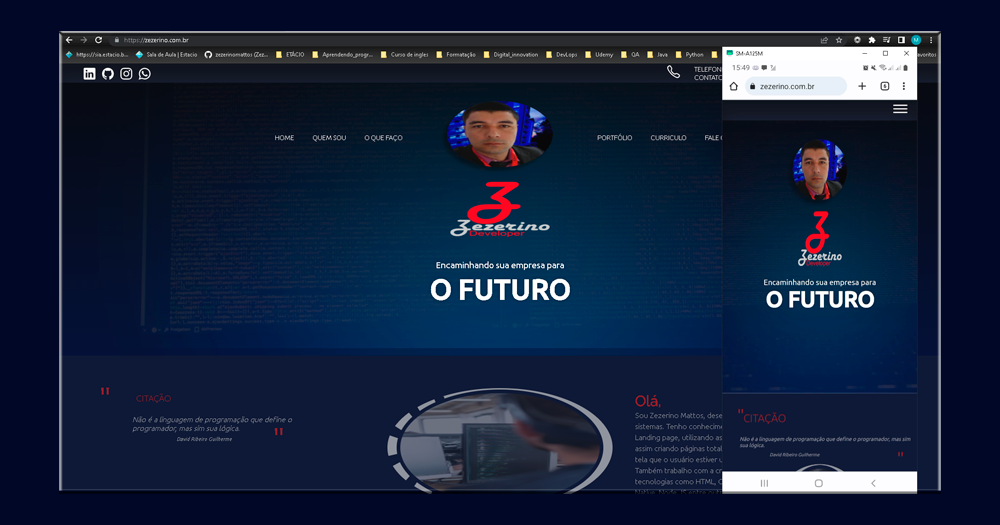 https://zezerino.com.br
https://sia.estacio.b...
Sala de Aula | Estacio
zezerinomattos (Zez...
ETÁCIO
Aprendendo_progr...
Curso de ingles
Formatação
Digital_innovation
DevLops
Udemy
QA
Java
Python
avoritos
TELEFON
CONTATO
HOME
QUEM SOU
O QUE FAÇO
PORTFÓLIO
CURRICULO
FALE
Zezerino
Developer
Encaminhando sua empresa para
O FUTURO
"
CITAÇÃO
Não é a linguagem de programação que define o
programador, mas sim sua lógica.
"
David Ribeiro Guilherme
Olá,
Sou Zezerino Mattos, dese
sistemas. Tenho conhecime
Landing page, utilizando as
assim criando páginas total
tela que o usuário estiver u
Também trabalho com a cr
tecnologias como HTML, C
SM-A125M
15:49
zezerino.com.br
Zezerino
Developer
Encaminhando sua empresa para
O FUTURO
"CITAÇÃO
Não é a linguagem de programação que define o programador, mas sim
sua lógica.
David Ribeiro Guilherme
"